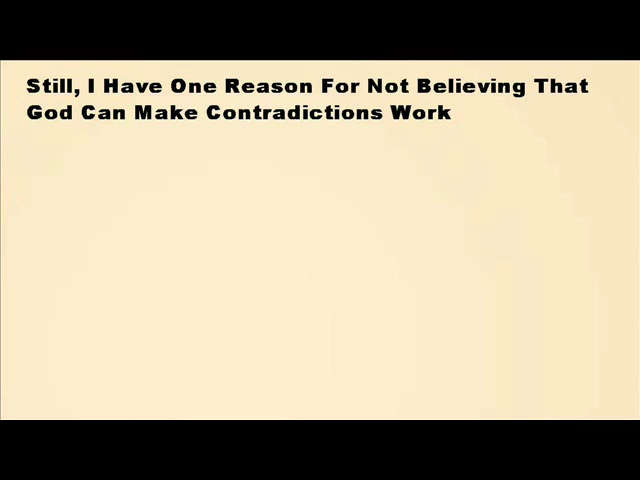 Still, I Have One Reason For Not Believing That
God Can Make Contradictions Work